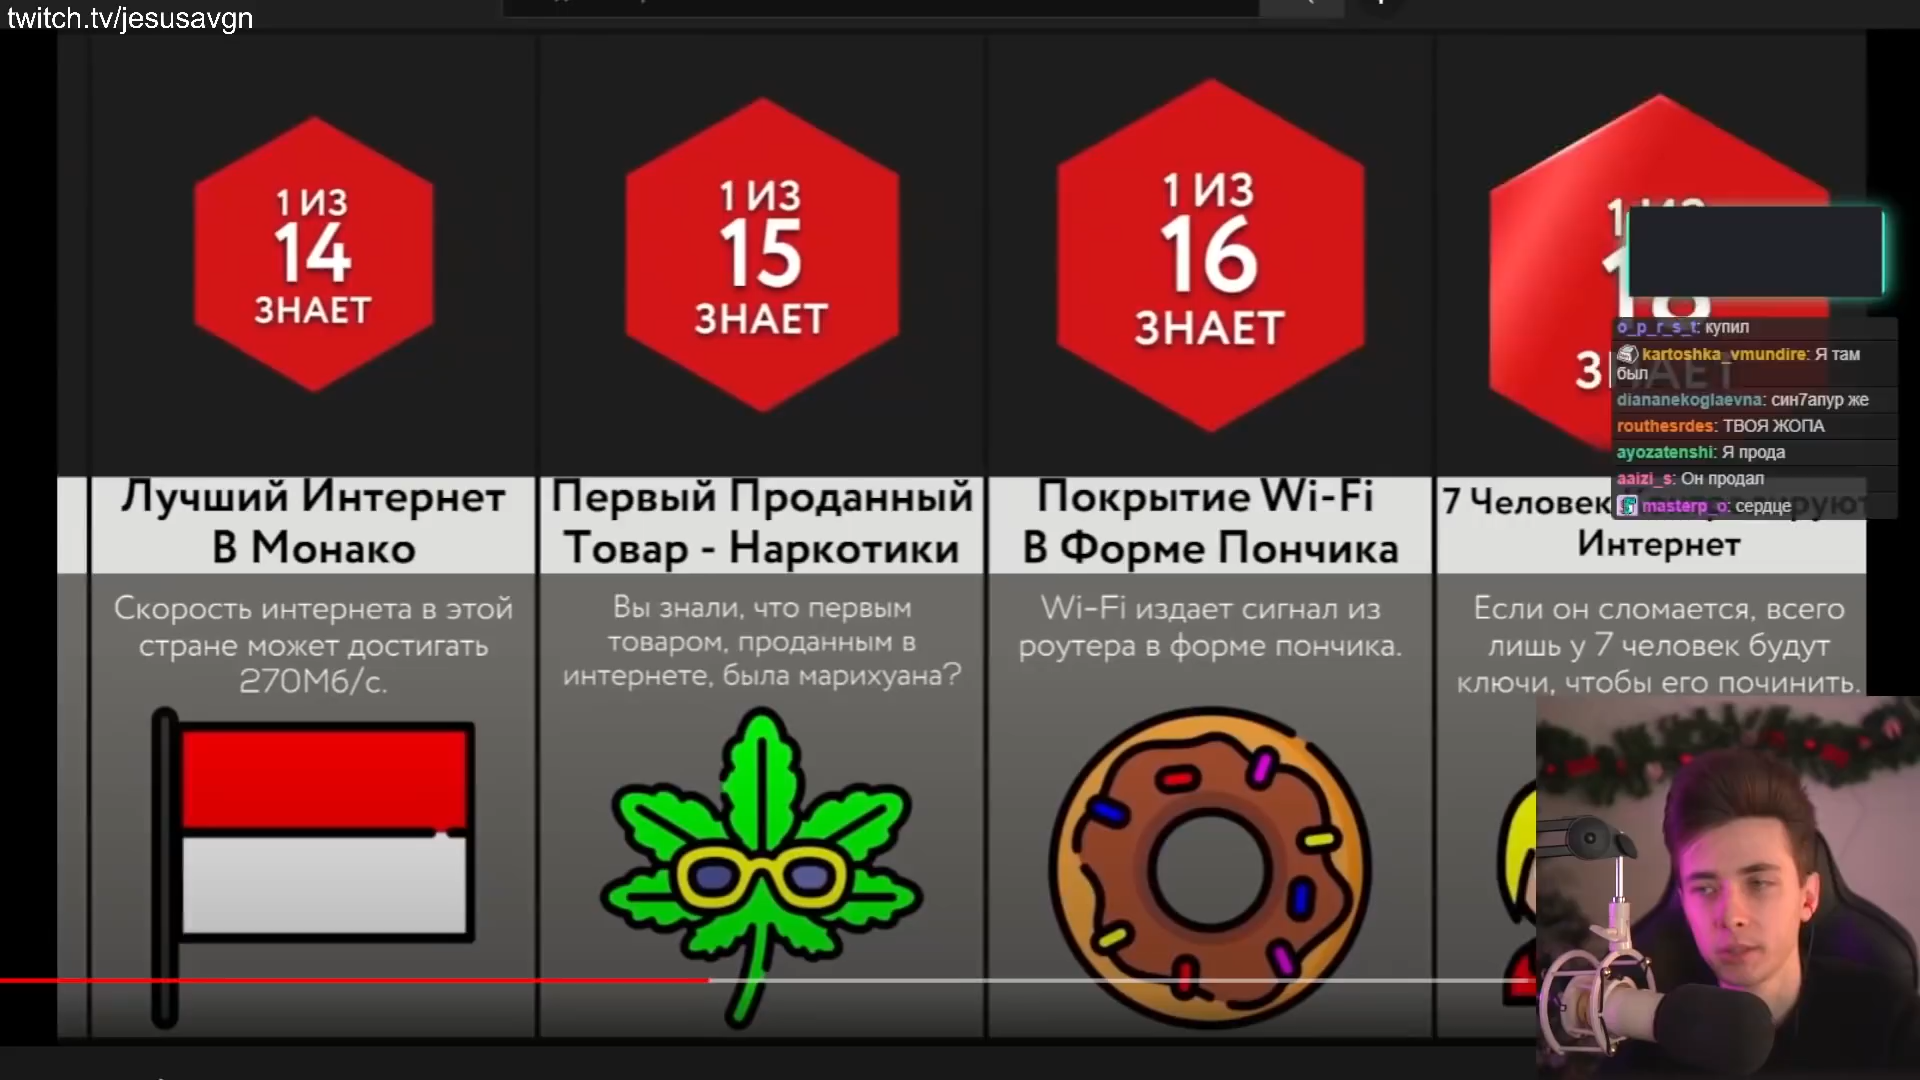 twitch.tv/jesusavgn
1 ИЗ
14
ЗНАЕТ
1 ИЗ
15
ЗНАЕТ
1 ИЗ
16
ЗНАЕТ
Лучший Интернет
В Монако
Скорость интернета в этой
стране может достигать
270Мб/с.
Первый Проданный
Товар - Наркотики
Вы знали, что первым
товаром, проданным в
интернете, была марихуана?
Покрытие Wi-Fi
В Форме Пончика
Wi-Fi издает сигнал из
роутера в форме пончика.
7 Человек
Интернет
Если он сломается, всего
лишь у 7 человек будут
ключи, чтобы его починить.
o_p_r_s_t: купил
kartoshka_vmundire: Я там
был
diananekoglaevna: син7апур же
routhesrdes: ТВОЯ ЖОПА
ayozatenshi: Я прода
aaizi_s: Он продал
masterp_o: сердце